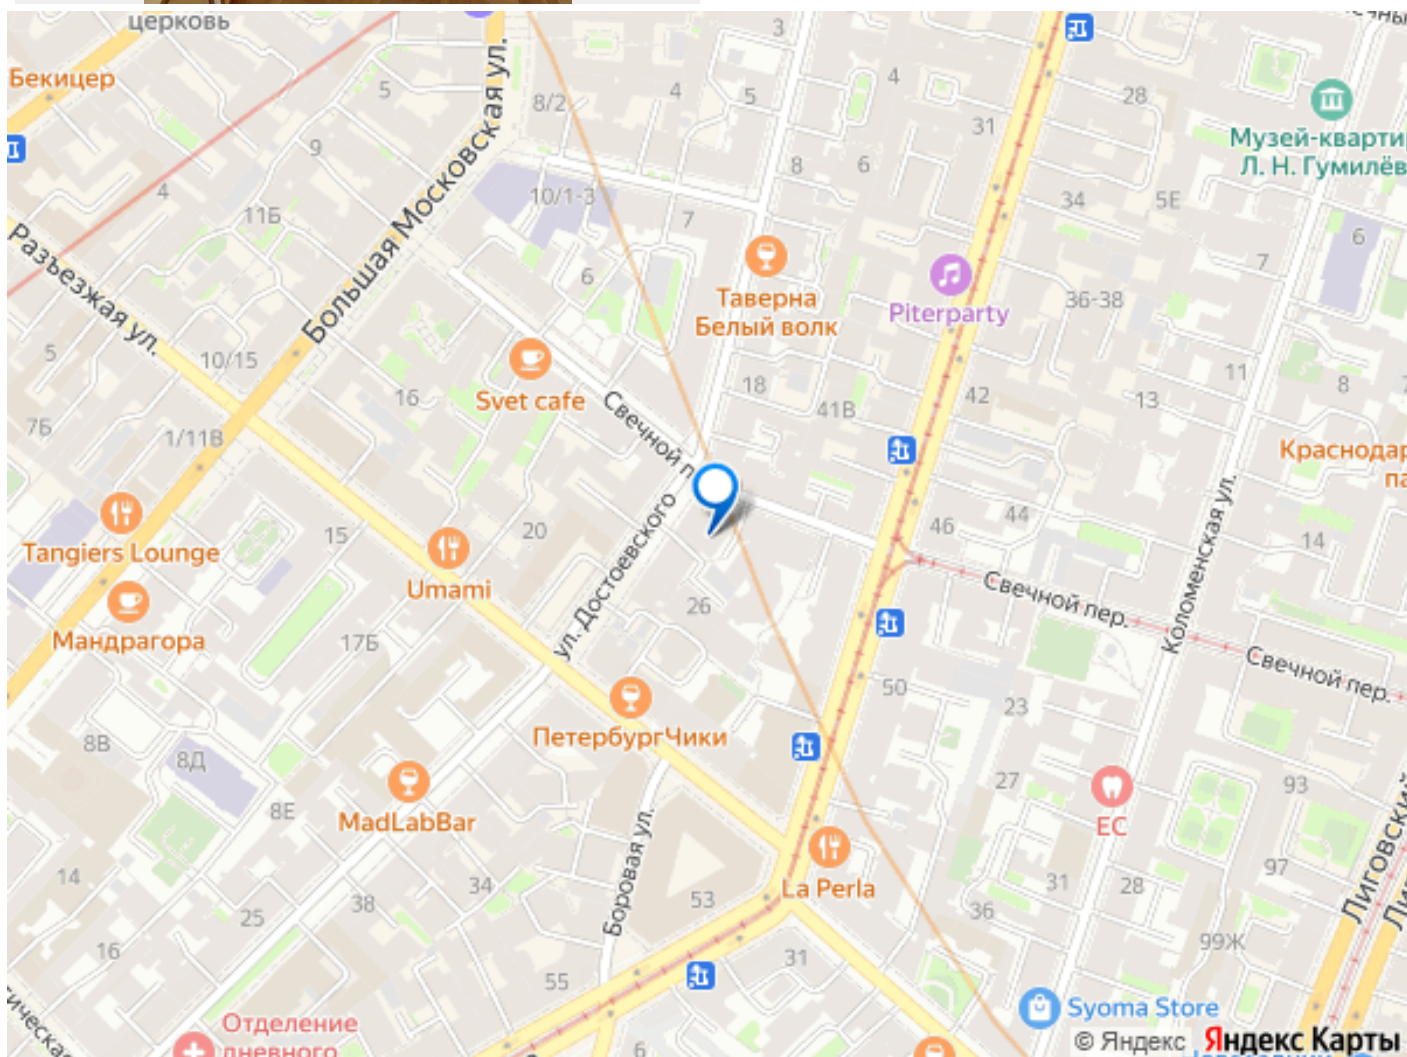 церковь
Бекицер
5
Большая Московская ул.
8/2
4
5
3
4
28
31
Музей-кварти
Л. Н. Гумилёв
9
4
11Б
10/1-3
7
8
6
34
5Е
6
7
Разъезжая ул.
6
Таверна
Белый волк
Piterparty
36-38
5
10/15
16
Svet cafe
Свечной п
18
41В
42
11
13
8
7Б
1/11В
Краснодар
па
Tangiers Lounge
15
20
ул. Достоевского
46
44
14
Коломенская ул.
Umami
26
Свечной пер.
Мандрагора
17Б
Свечной пер.
50
23
ПетербургЧики
8В
8Д
8Е
MadLabBar
27
93
ЕС
Боровая ул.
La Perla
14
25
38
34
53
31
28
97
Лиговский
36
16
55
31
99Ж
Syoma Store
Отделение
дневного
6
© Яндекс Яндекс Карты